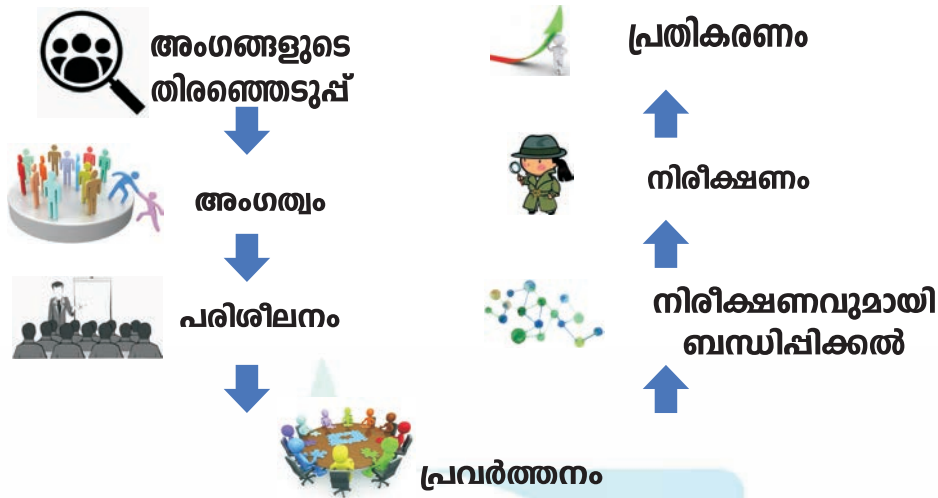 അംഗങ്ങളുടെ
തിരഞ്ഞെടുപ്പ്
അംഗത്വം
പരിശീലനം
പ്രവർത്തനം
നിരീക്ഷണവുമായി
ബന്ധിപ്പിക്കൽ
നിരീക്ഷണം
പ്രതികരണം